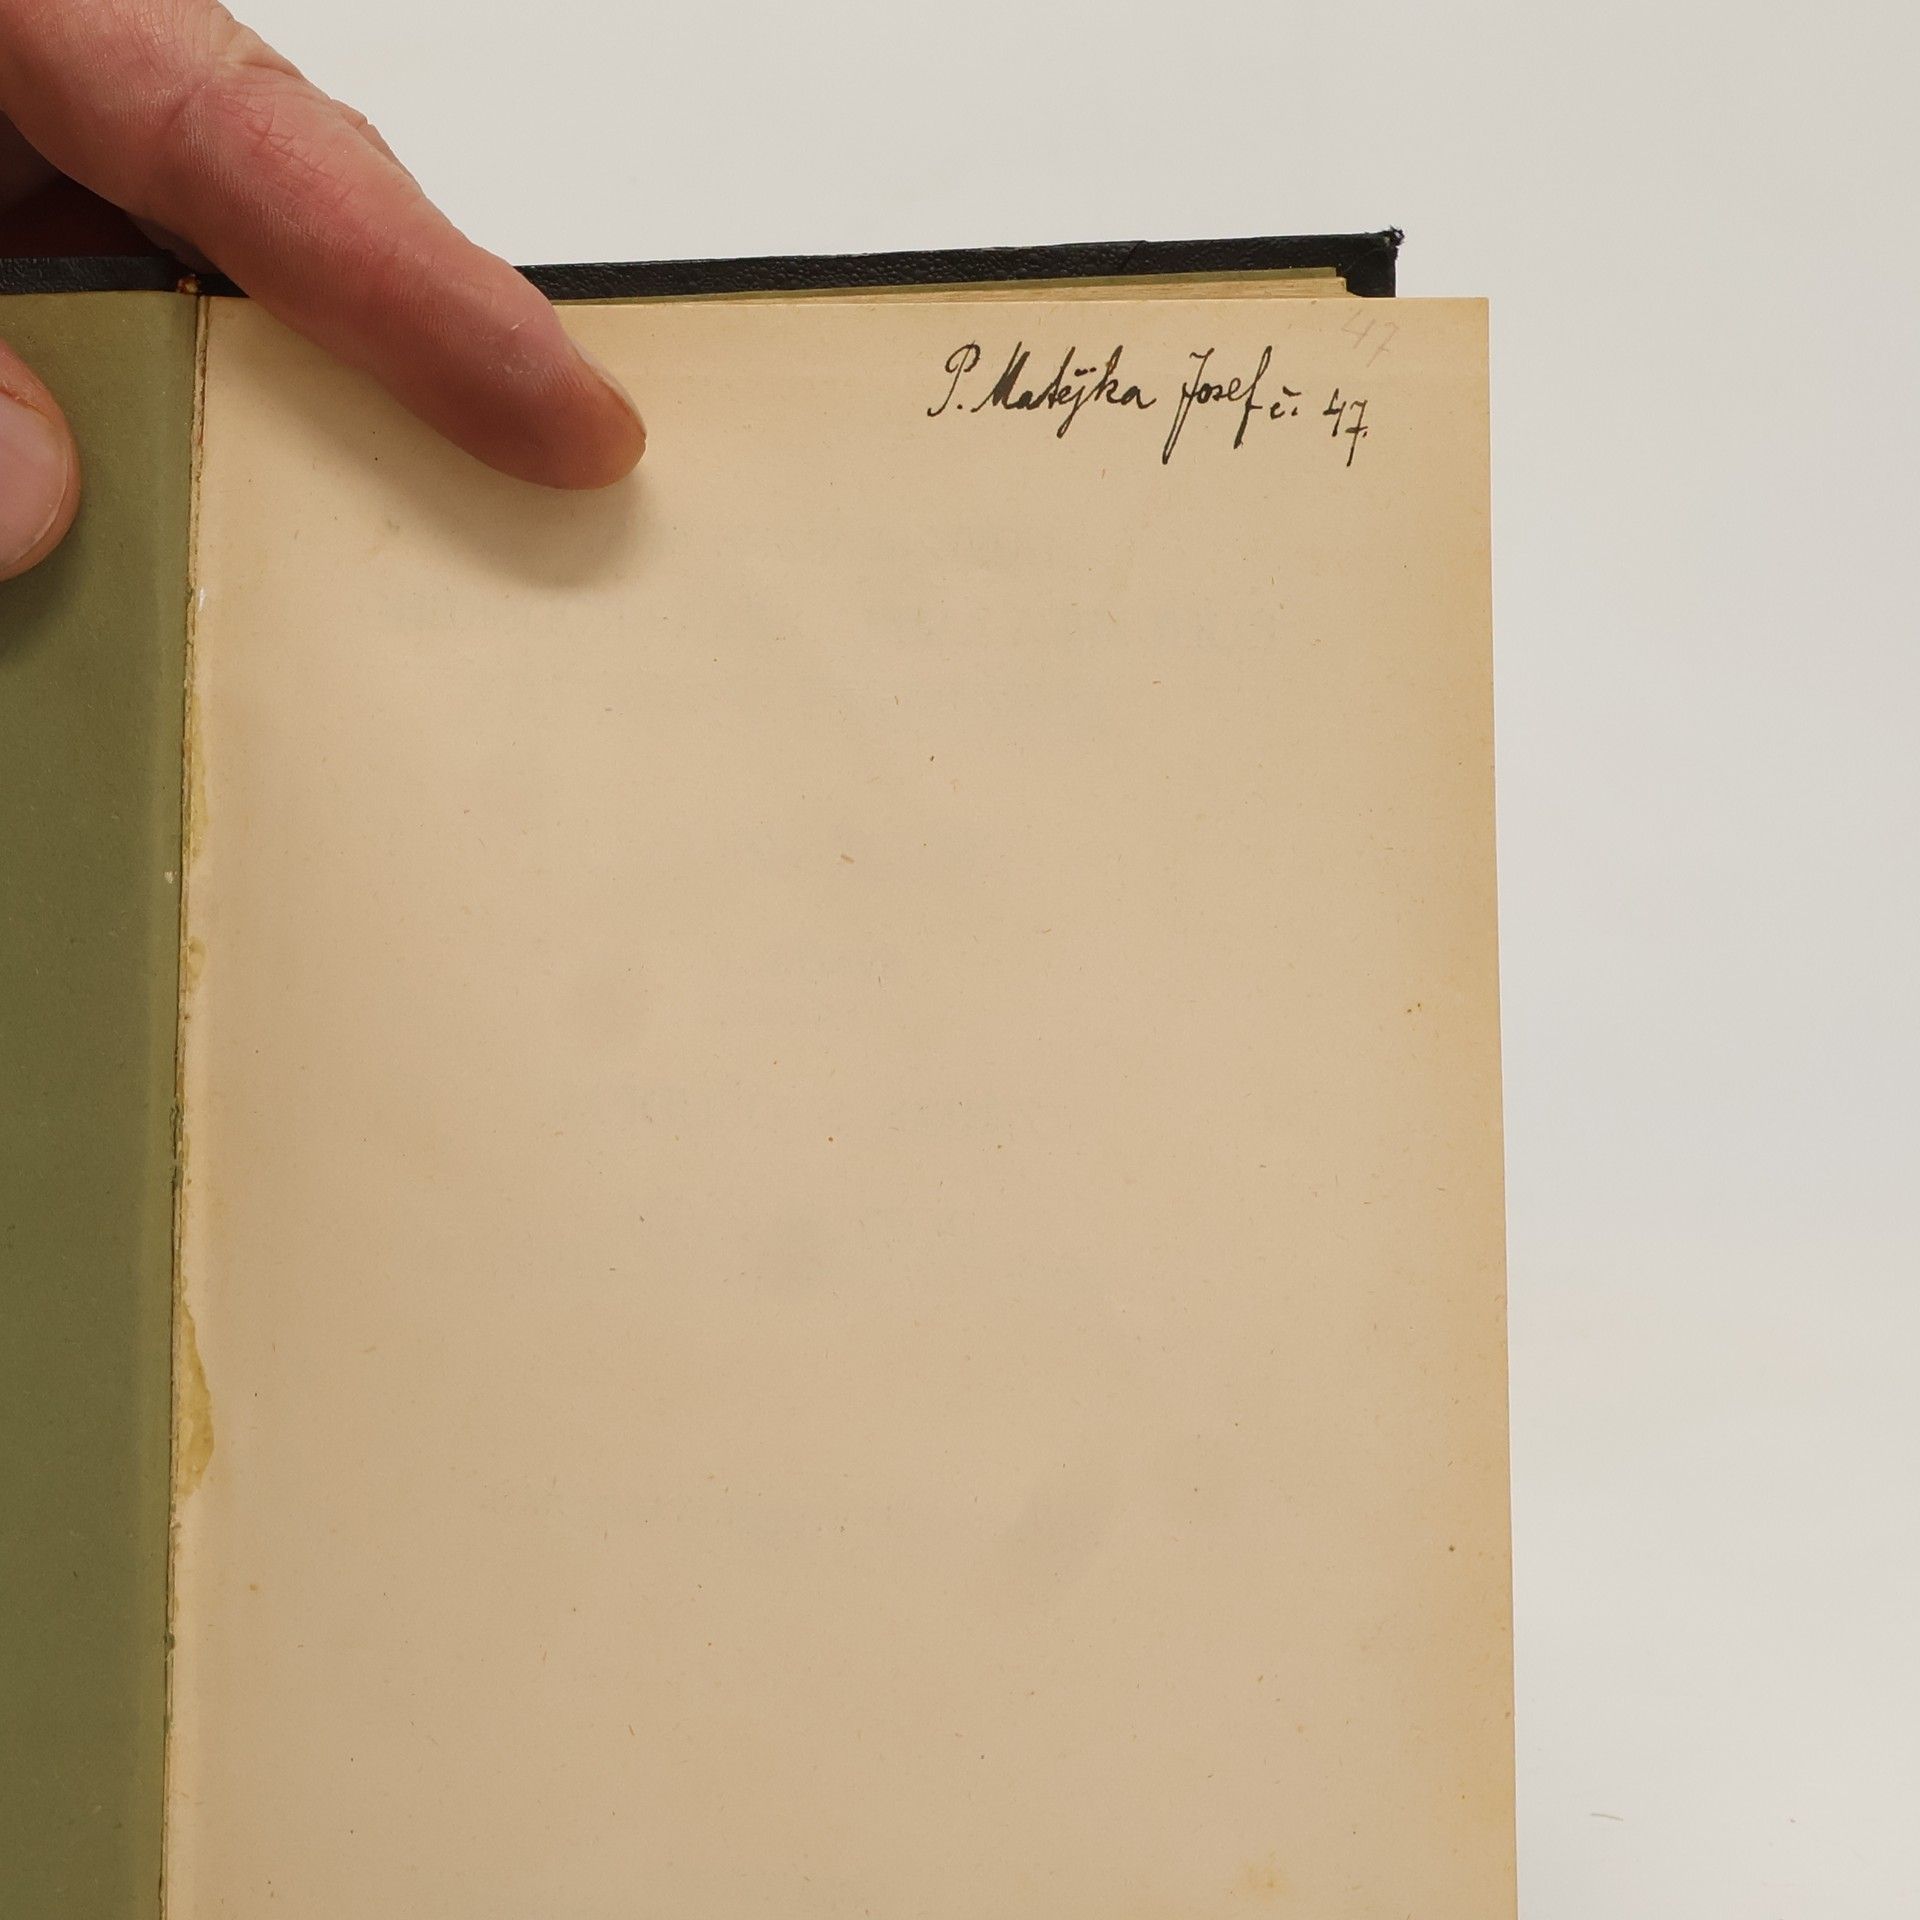 47
P. Matějka Josef č. 47.